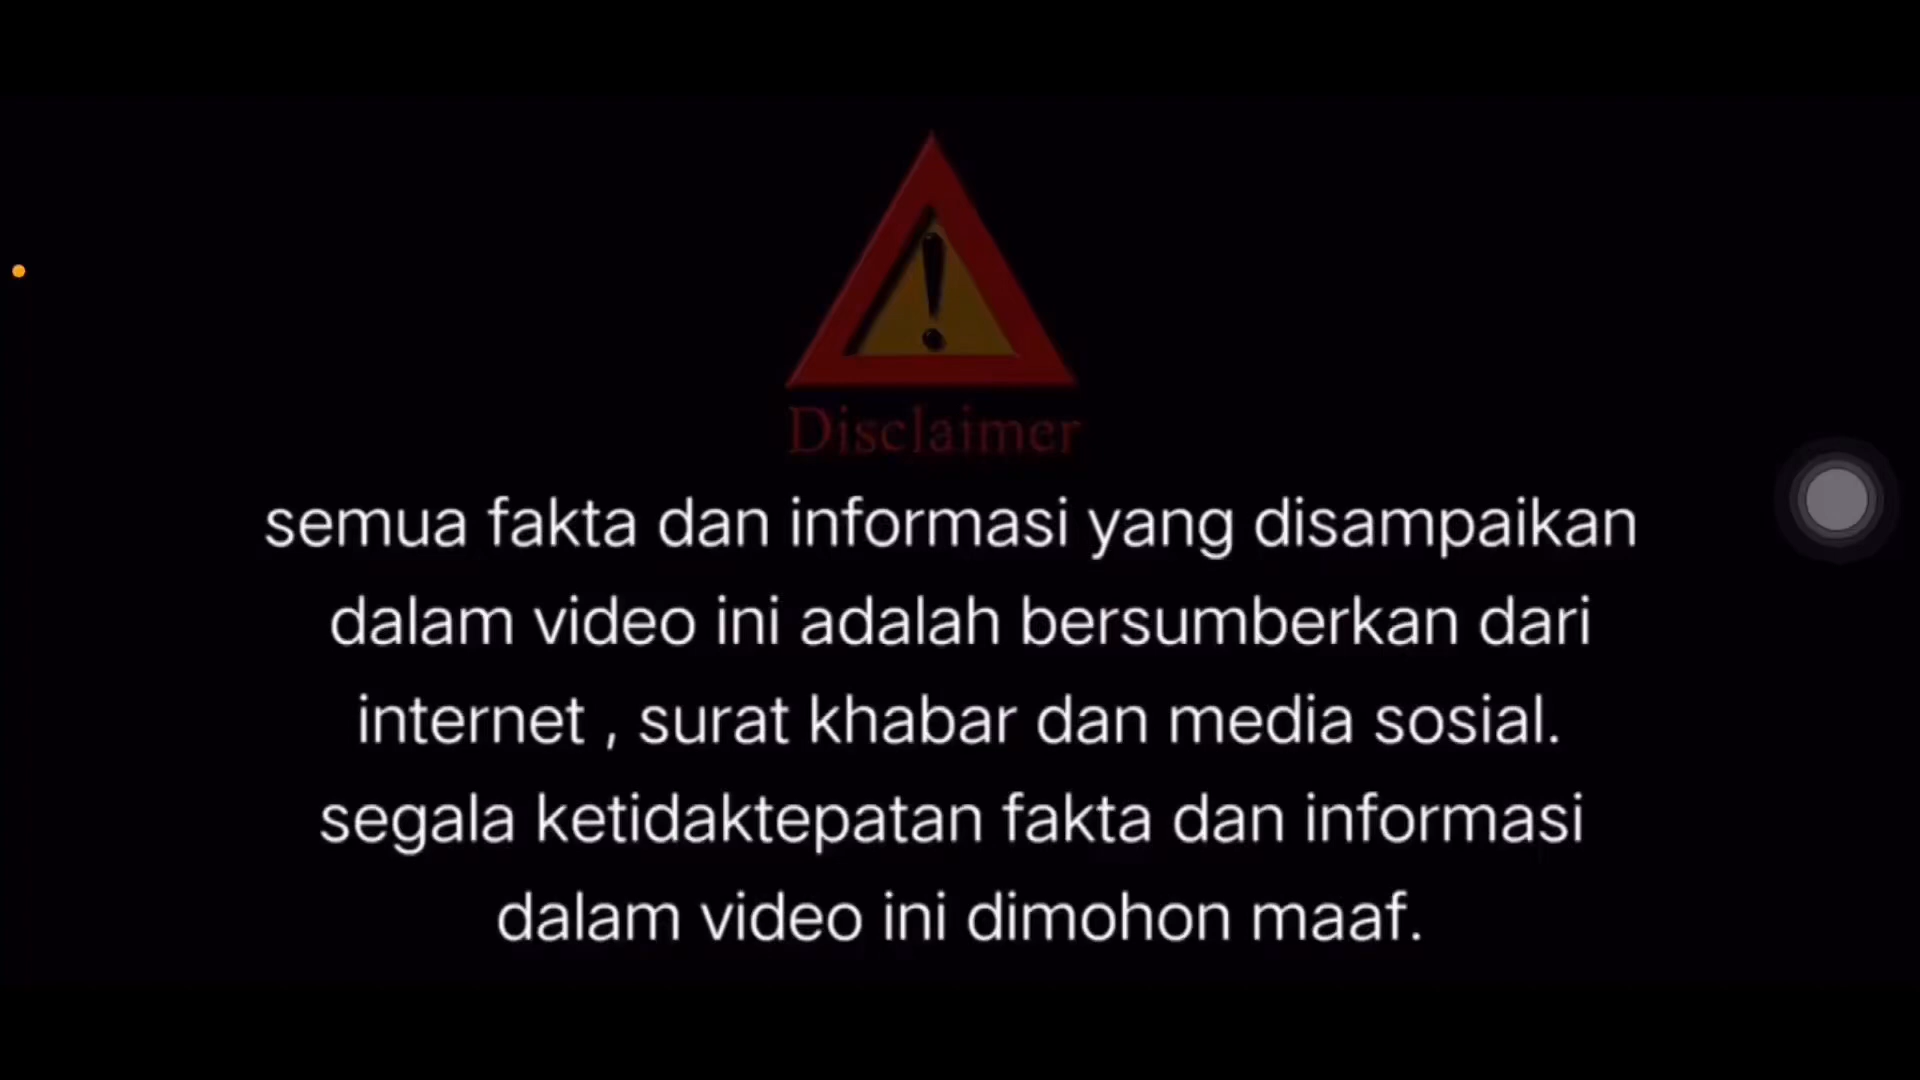 Disclaimer
semua fakta dan informasi yang disampaikan
dalam video ini adalah bersumberkan dari
internet , surat khabar dan media sosial.
segala ketidaktepatan fakta dan informasi
dalam video ini dimohon maaf.